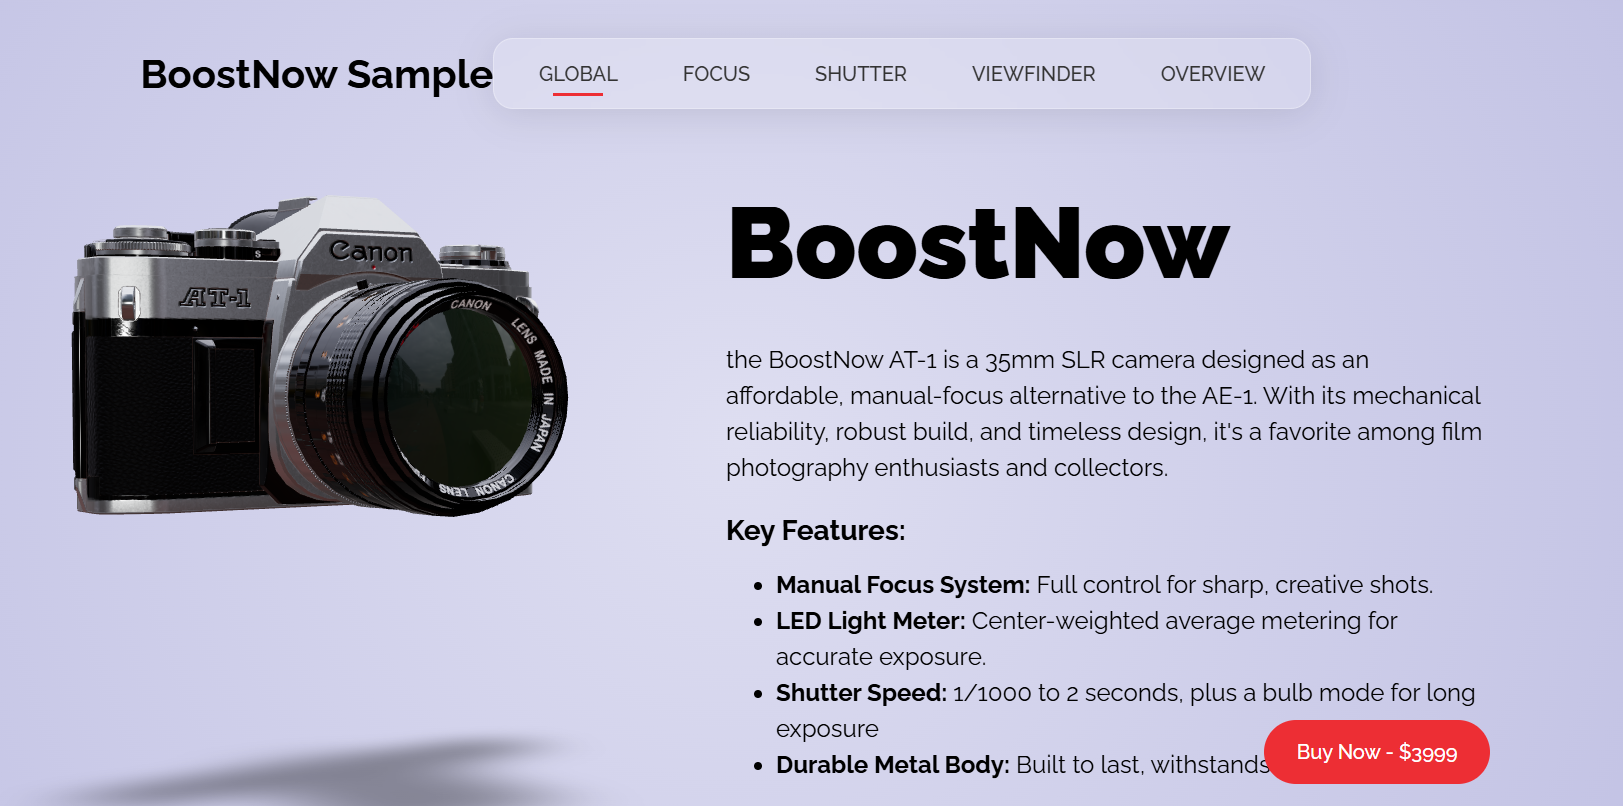 BoostNow Sample
GLOBAL
FOCUS
SHUTTER
VIEWFINDER
OVERVIEW
Canon
S
AT-1
CANON LENS MADE IN JAPAN
CANON LENS
BoostNow
the BoostNow AT-1 is a 35mm SLR camera designed as an
affordable, manual-focus alternative to the AE-1. With its mechanical
reliability, robust build, and timeless design, it's a favorite among film
photography enthusiasts and collectors.
Key Features:
• Manual Focus System: Full control for sharp, creative shots.
• LED Light Meter: Center-weighted average metering for
accurate exposure.
• Shutter Speed: 1/1000 to 2 seconds, plus a bulb mode for long
exposure
• Durable Metal Body: Built to last, withstands
Buy Now - $3999